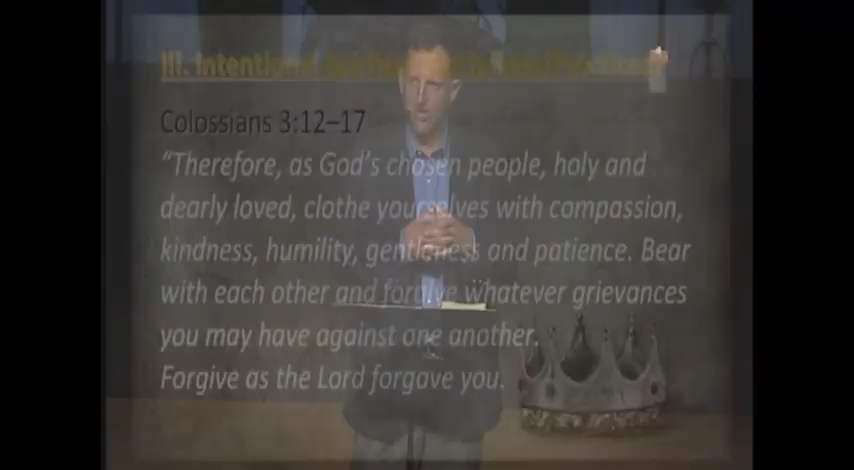 III. Intentional
Colossians 3:12–17
“Therefore, as God's chosen people, holy and
dearly loved, clothe yourselves with compassion,
kindness, humility, gentleness and patience. Bear
with each other and forgive whatever grievances
you may have against one another.
Forgive as the Lord forgave you.